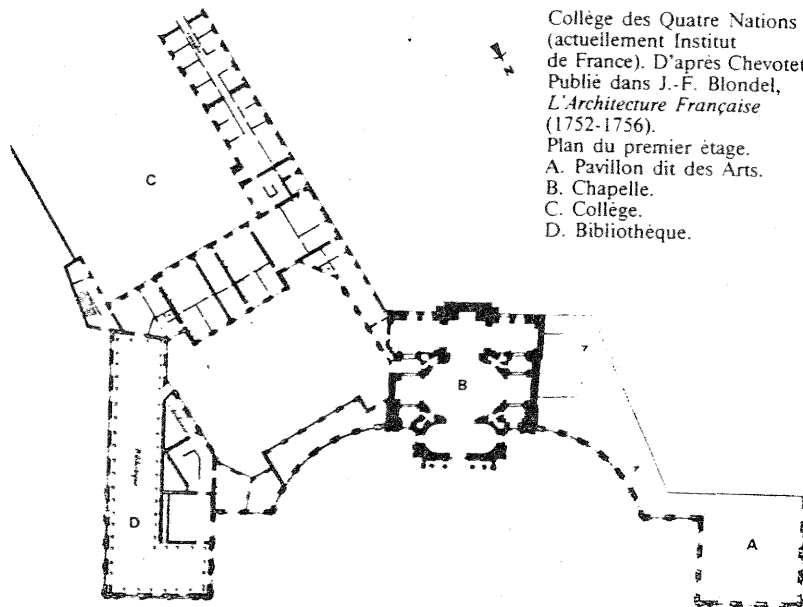 Collège des Quatre Nations
(actuellement Institut
de France). D'après Chevotet
Publié dans J.-F. Blondel,
L'Architecture Française
(1752-1756).
Plan du premier étage.
A. Pavillon dit des Arts.
B. Chapelle.
C. Collège.
D. Bibliothèque.
N
C
B
D
A
?
?